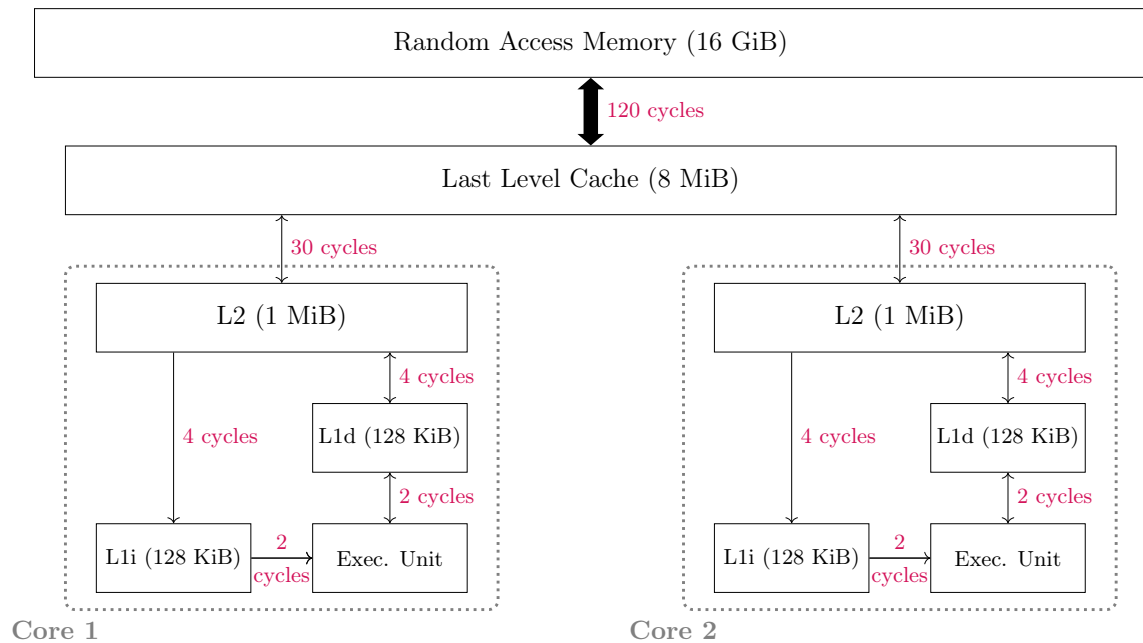 Random Access Memory (16 GiB)
120 cycles
Last Level Cache (8 MiB)
30 cycles
30 cycles
L2 (1 MiB)
4 cycles
4 cycles
L1d (128 KiB)
2 cycles
L1i (128 KiB)
2
cycles
Exec. Unit
Core 1
L2 (1 MiB)
4 cycles
4 cycles
L1d (128 KiB)
2 cycles
L1i (128 KiB)
2
cycles
Exec. Unit
Core 2